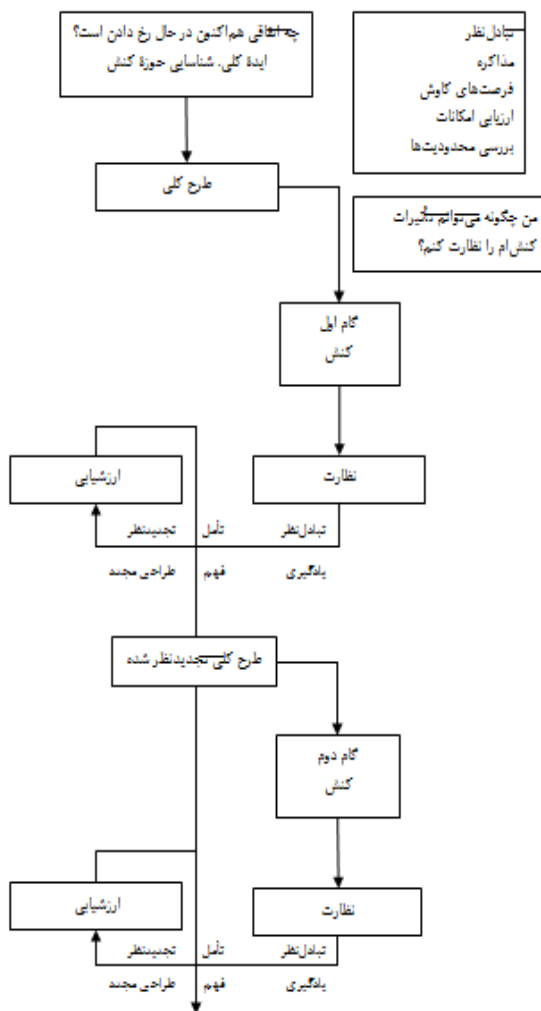 چه اتفاقی هم‌اکنون در حال رخ دادن است؟
ایدهٔ کلی. شناسایی حوزهٔ کنش
تبادل‌نظر
مذاکره
فرصت‌های کاوش
ارزیابی امکانات
بررسی محدودیت‌ها
طرح کلی
من چگونه می‌توانم تأثیرات
کنش‌ام را نظارت کنم؟
گام اول
کنش
نظارت
ارزشیابی
تبادل‌نظر تأمل تجدیدنظر
یادگیری فهم طراحی مجدد
طرح کلی تجدیدنظر شده
گام دوم
کنش
نظارت
ارزشیابی
تبادل‌نظر تأمل تجدیدنظر
یادگیری فهم طراحی مجدد